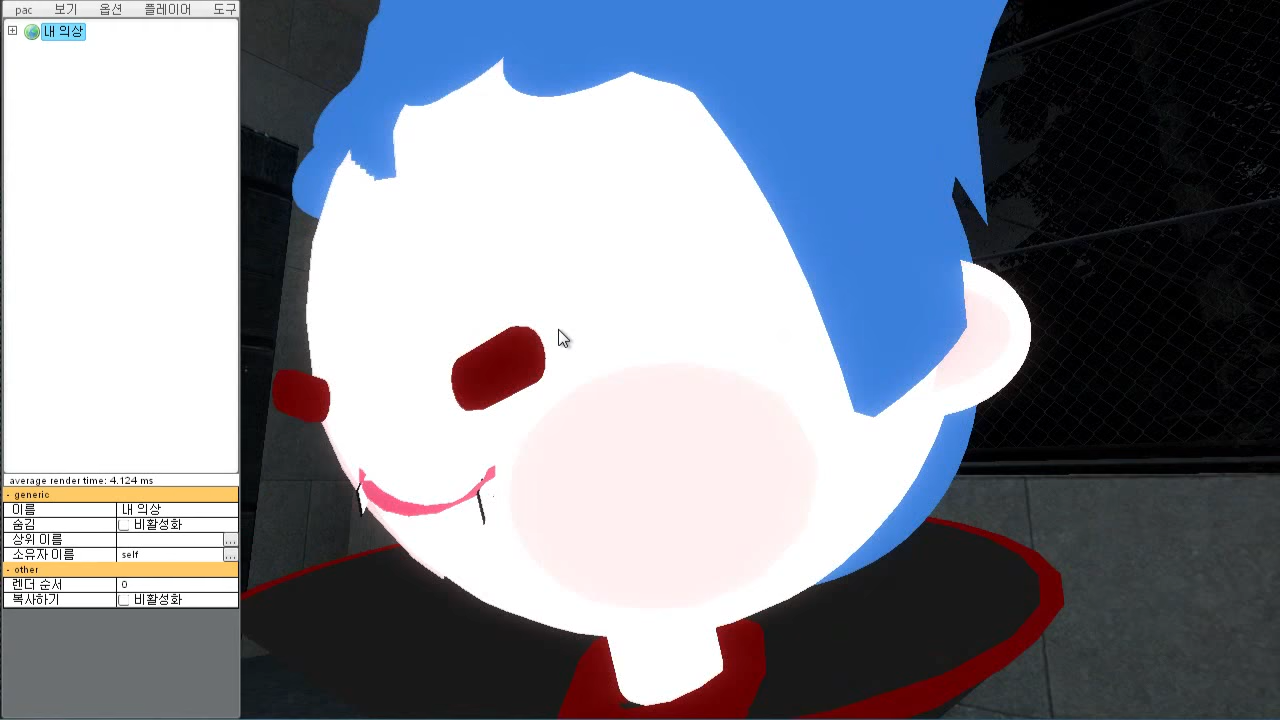 pac 보기 옵션 플레이어 도구
내 의상
average render time: 4.124 ms
- generic
이름 내 의상
숨김 비활성화
상위 이름 ...
소유자 이름 self ...
- other
렌더 순서 0
복사하기 비활성화